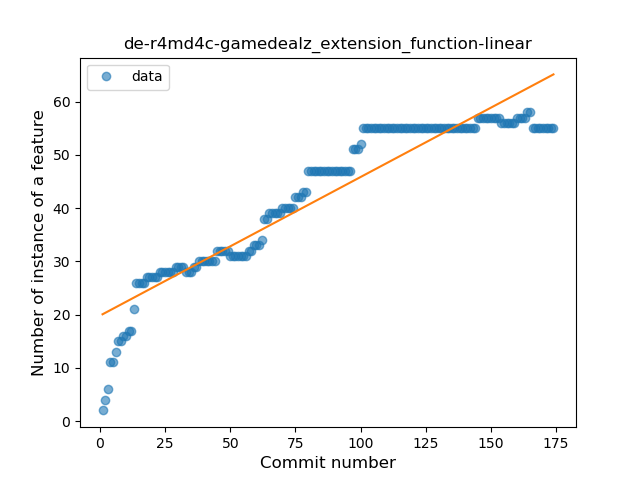 de-r4md4c-gamedealz_extension_function-linear
data
Number of instance of a feature
60
50
40
30
20
10
0
0 25 50 75 100 125 150 175
Commit number